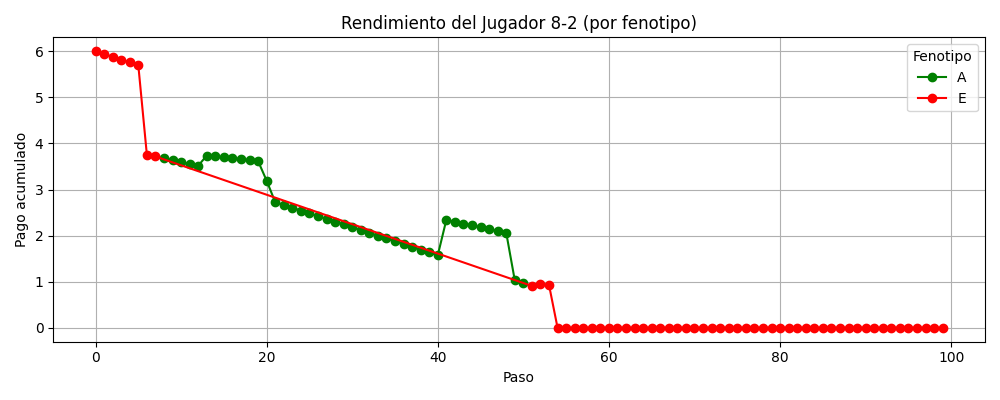 Rendimiento del Jugador 8-2 (por fenotipo)
Pago acumulado
6
5
4
3
2
1
0
Fenotipo
A
E
0 20 40 60 80 100
Paso